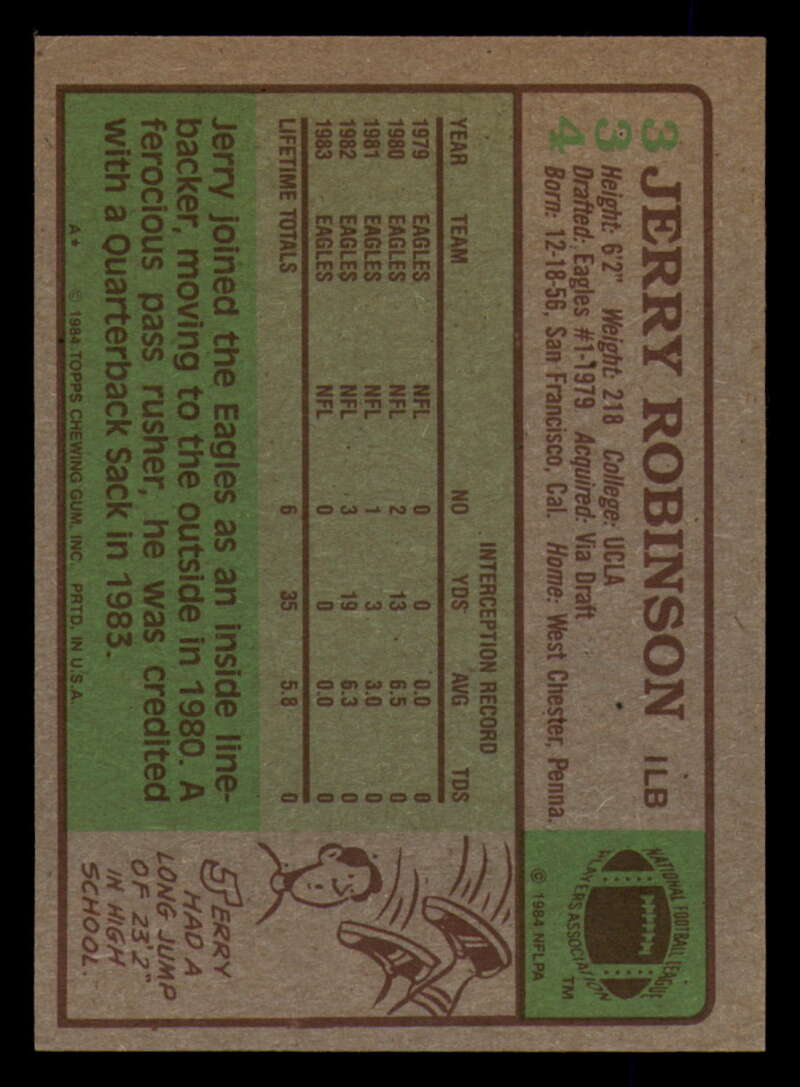 334
JERRY ROBINSON ILB
Height: 6'2" Weight: 218 College: UCLA
Drafted: Eagles #1-1979 Acquired: Via Draft
Born: 12-18-56, San Francisco, Cal. Home: West Chester, Penna.
NATIONAL FOOTBALL LEAGUE
PLAYERS ASSOCIATION
TM
© 1984 NFLPA
INTERCEPTION RECORD
YEAR TEAM NO YDS AVG TDS
1979 EAGLES NFL 0 0 0.0 0
1980 EAGLES NFL 2 13 6.5 0
1981 EAGLES NFL 1 3 3.0 0
1982 EAGLES NFL 3 19 6.3 0
1983 EAGLES NFL 0 0 0.0 0
LIFETIME TOTALS 6 35 5.8 0
Jerry joined the Eagles as an inside line-
backer, moving to the outside in 1980. A
ferocious pass rusher, he was credited
with a Quarterback Sack in 1983.
A* © 1984 TOPPS CHEWING GUM, INC. PRTD. IN U.S.A.
JERRY
HAD A
LONG JUMP
OF 23'2"
IN HIGH
SCHOOL.